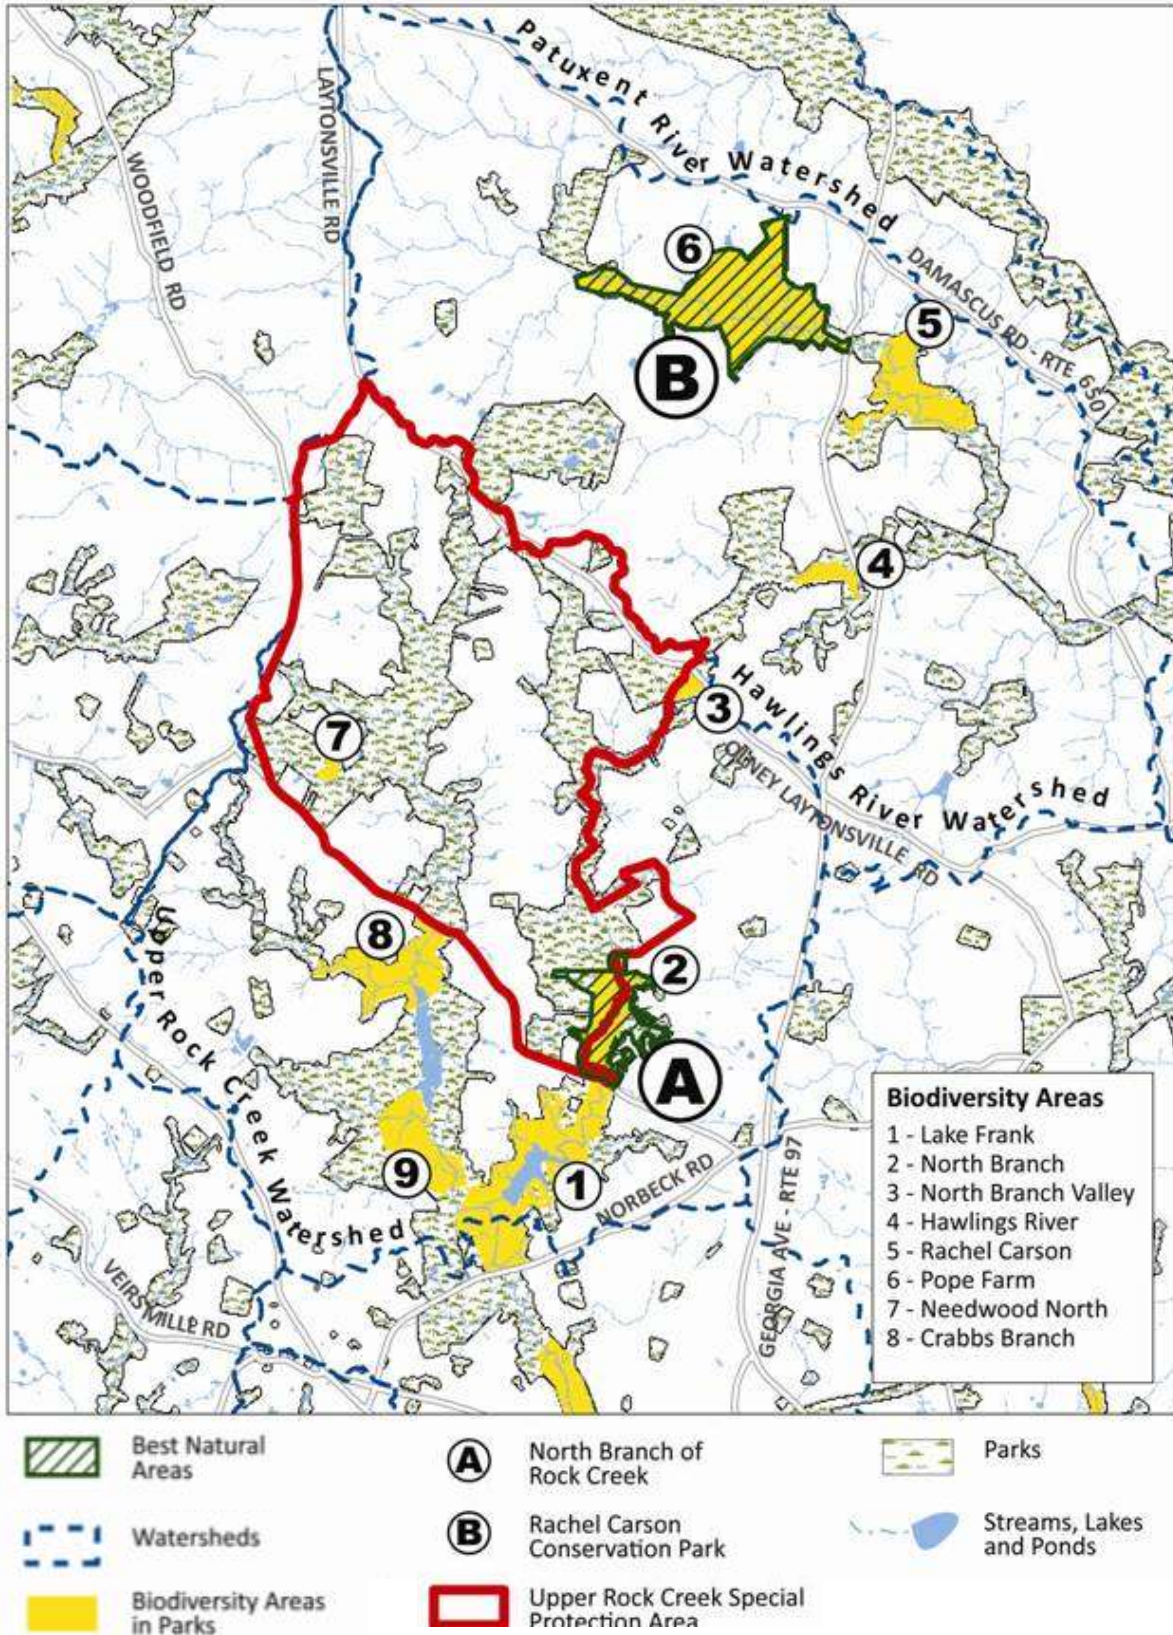 Patuxent River Watershed
LAYTONSVILLE RD
WOODFIELD RD
6
DAMASCUS RD - RTE 650
5
B
4
Hawlings River Watershed
3
7
OLNEY LAYTONSVILLE RD
8
2
Upper Rock Creek Watershed
A
9
1
NORBECK RD
GEORGIA AVE - RTE 97
VEIRS MILL RD
Biodiversity Areas
1 - Lake Frank
2 - North Branch
3 - North Branch Valley
4 - Hawlings River
5 - Rachel Carson
6 - Pope Farm
7 - Needwood North
8 - Crabbs Branch
Best Natural
Areas
A
North Branch of
Rock Creek
Parks
Watersheds
B
Rachel Carson
Conservation Park
Streams, Lakes
and Ponds
Biodiversity Areas
in Parks
Upper Rock Creek Special
Protection Area